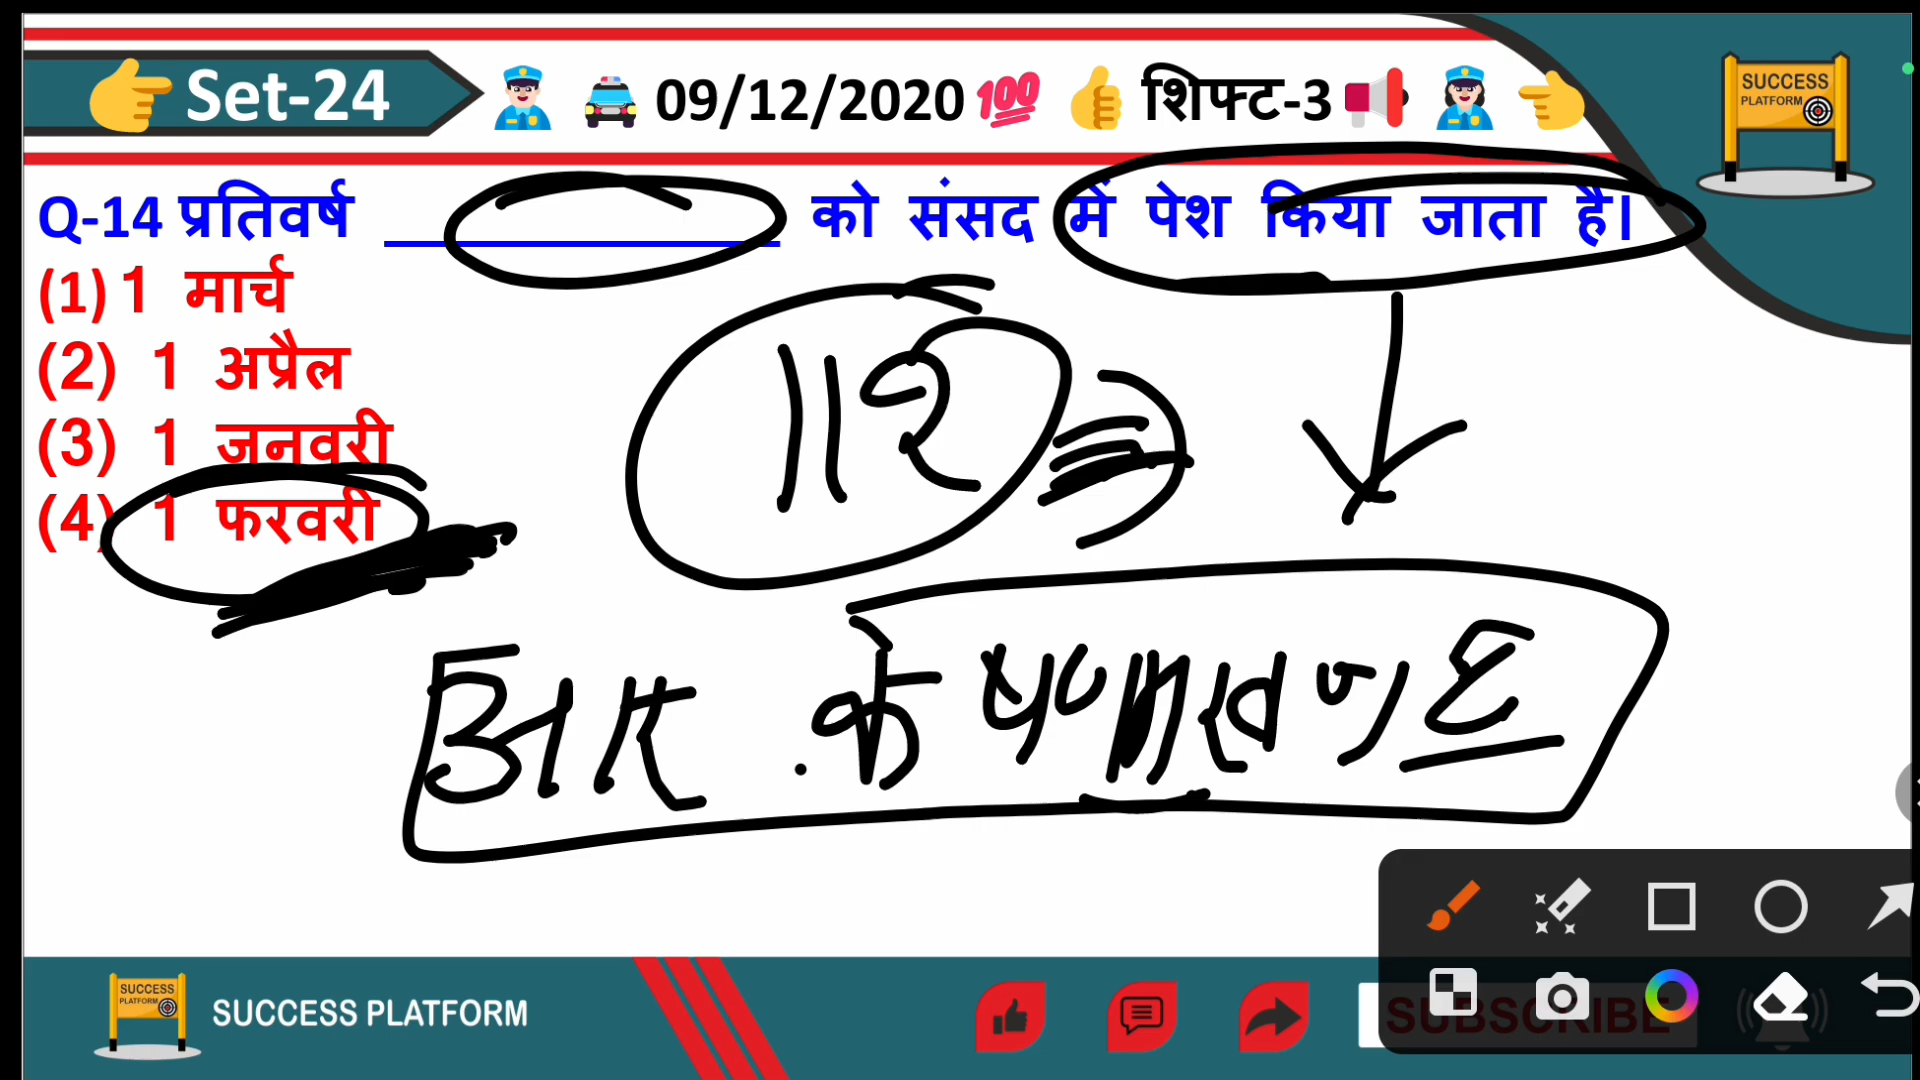 Set-24
09/12/2020 शिफ्ट-3
SUCCESS
PLATFORM
Q-14 प्रतिवर्ष ______________ को संसद में पेश किया जाता है।
(1) 1 मार्च
(2) 1 अप्रैल
(3) 1 जनवरी
(4) 1 फरवरी
112
SUCCESS
PLATFORM
SUCCESS PLATFORM
SUBSCRIBE